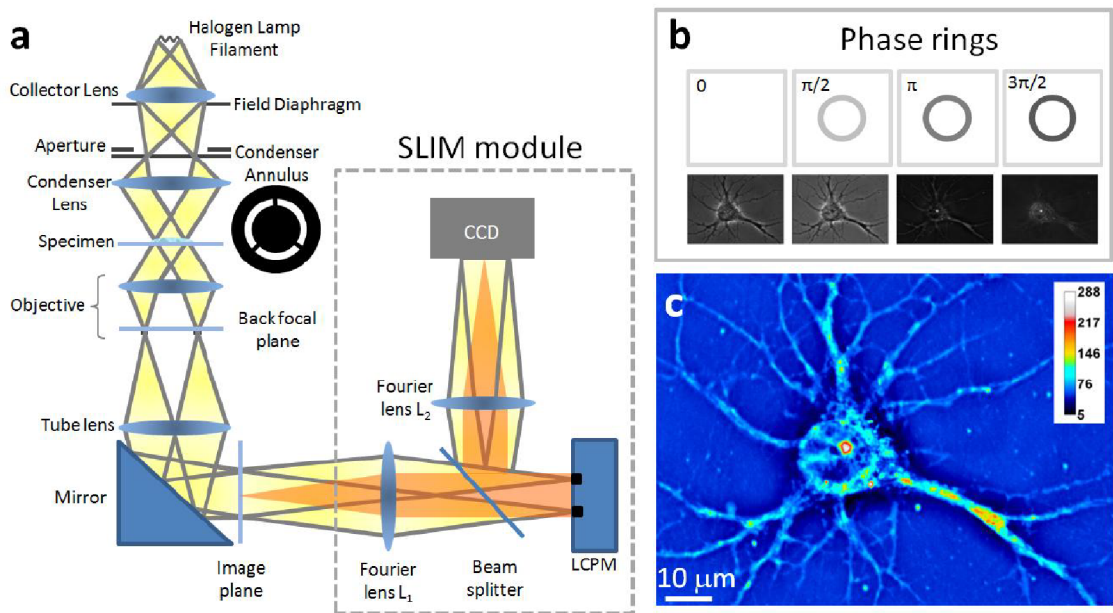 a
Halogen Lamp
Filament
Collector Lens
Field Diaphragm
Aperture
Condenser
Annulus
Condenser
Lens
Specimen
Objective
Back focal
plane
Tube lens
Mirror
Image
plane
SLIM module
CCD
Fourier
lens L₂
Fourier
lens L₁
Beam
splitter
LCPM
b
Phase rings
0
π/2
π
3π/2
c
288
217
146
76
5
10 μm